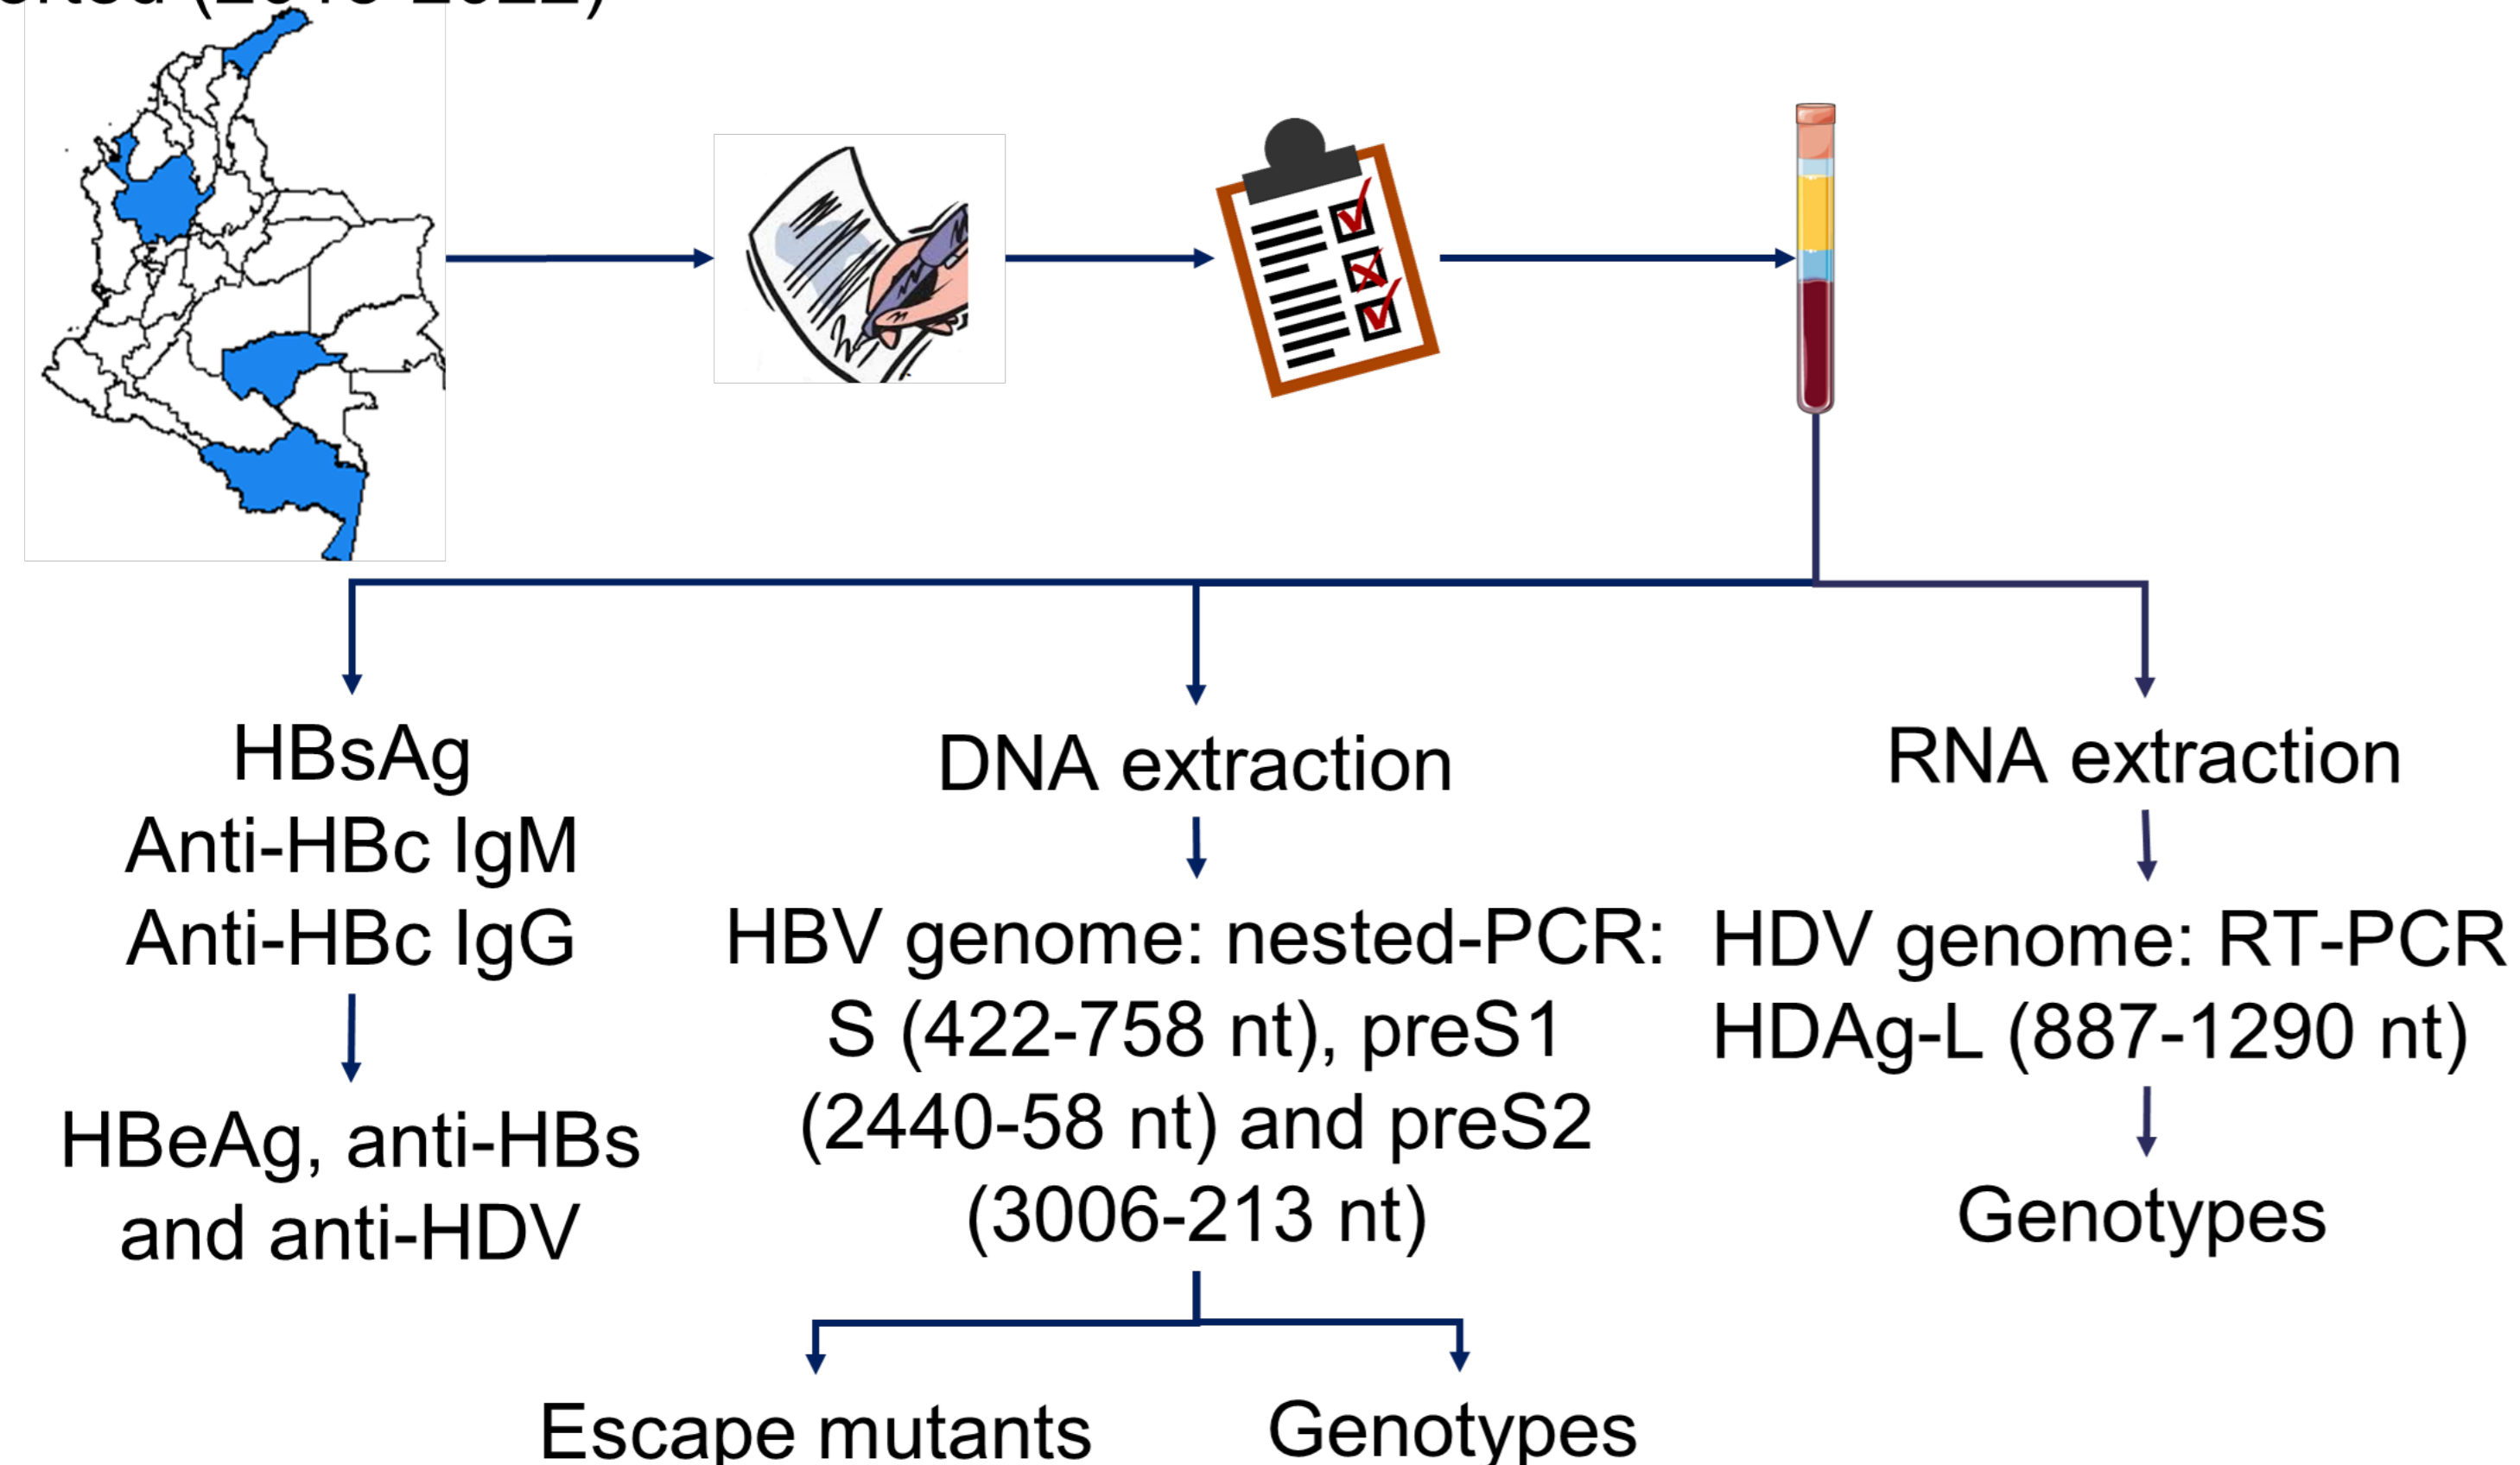 HBsAg
Anti-HBc IgM
Anti-HBc IgG
HBeAg, anti-HBs
and anti-HDV
DNA extraction
HBV genome: nested-PCR:
S (422-758 nt), preS1
(2440-58 nt) and preS2
(3006-213 nt)
Escape mutants
Genotypes
RNA extraction
HDV genome: RT-PCR
HDAg-L (887-1290 nt)
Genotypes